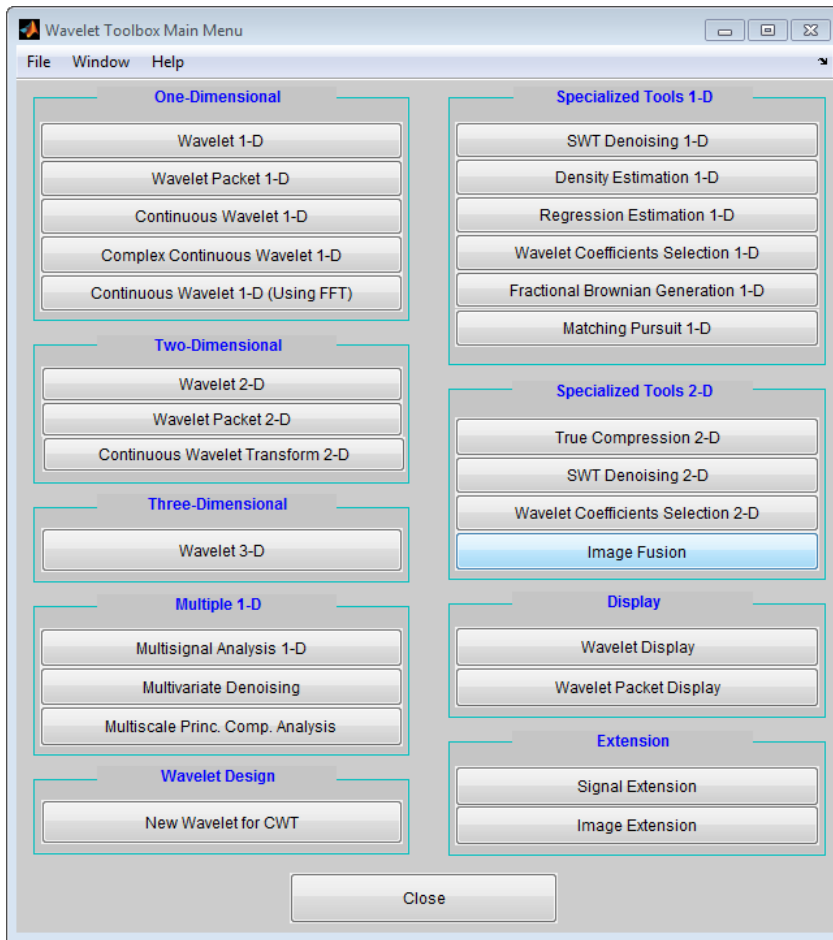 Wavelet Toolbox Main Menu
File Window Help
One-Dimensional
Wavelet 1-D
Wavelet Packet 1-D
Continuous Wavelet 1-D
Complex Continuous Wavelet 1-D
Continuous Wavelet 1-D (Using FFT)
Two-Dimensional
Wavelet 2-D
Wavelet Packet 2-D
Continuous Wavelet Transform 2-D
Three-Dimensional
Wavelet 3-D
Multiple 1-D
Multisignal Analysis 1-D
Multivariate Denoising
Multiscale Princ. Comp. Analysis
Wavelet Design
New Wavelet for CWT
Specialized Tools 1-D
SWT Denoising 1-D
Density Estimation 1-D
Regression Estimation 1-D
Wavelet Coefficients Selection 1-D
Fractional Brownian Generation 1-D
Matching Pursuit 1-D
Specialized Tools 2-D
True Compression 2-D
SWT Denoising 2-D
Wavelet Coefficients Selection 2-D
Image Fusion
Display
Wavelet Display
Wavelet Packet Display
Extension
Signal Extension
Image Extension
Close